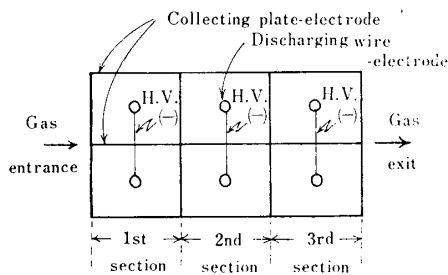 Collecting plate-electrode
Discharging wire
-electrode
H.V. H.V. H.V.
(−) (−) (−)
Gas Gas
entrance exit
1st 2nd 3rd
section section section